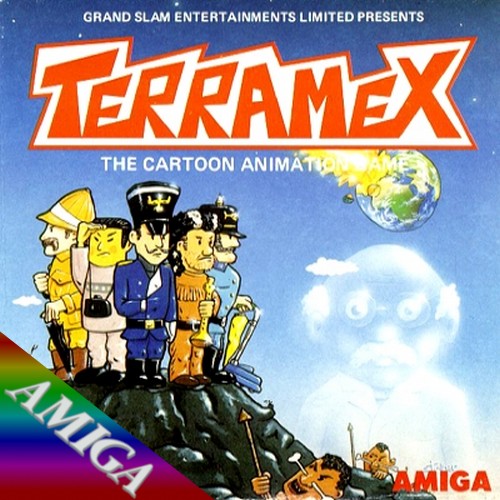 GRAND SLAM ENTERTAINMENTS LIMITED PRESENTS
TERRAMEX
THE CARTOON ANIMATION GAME
AMIGA
AMIGA